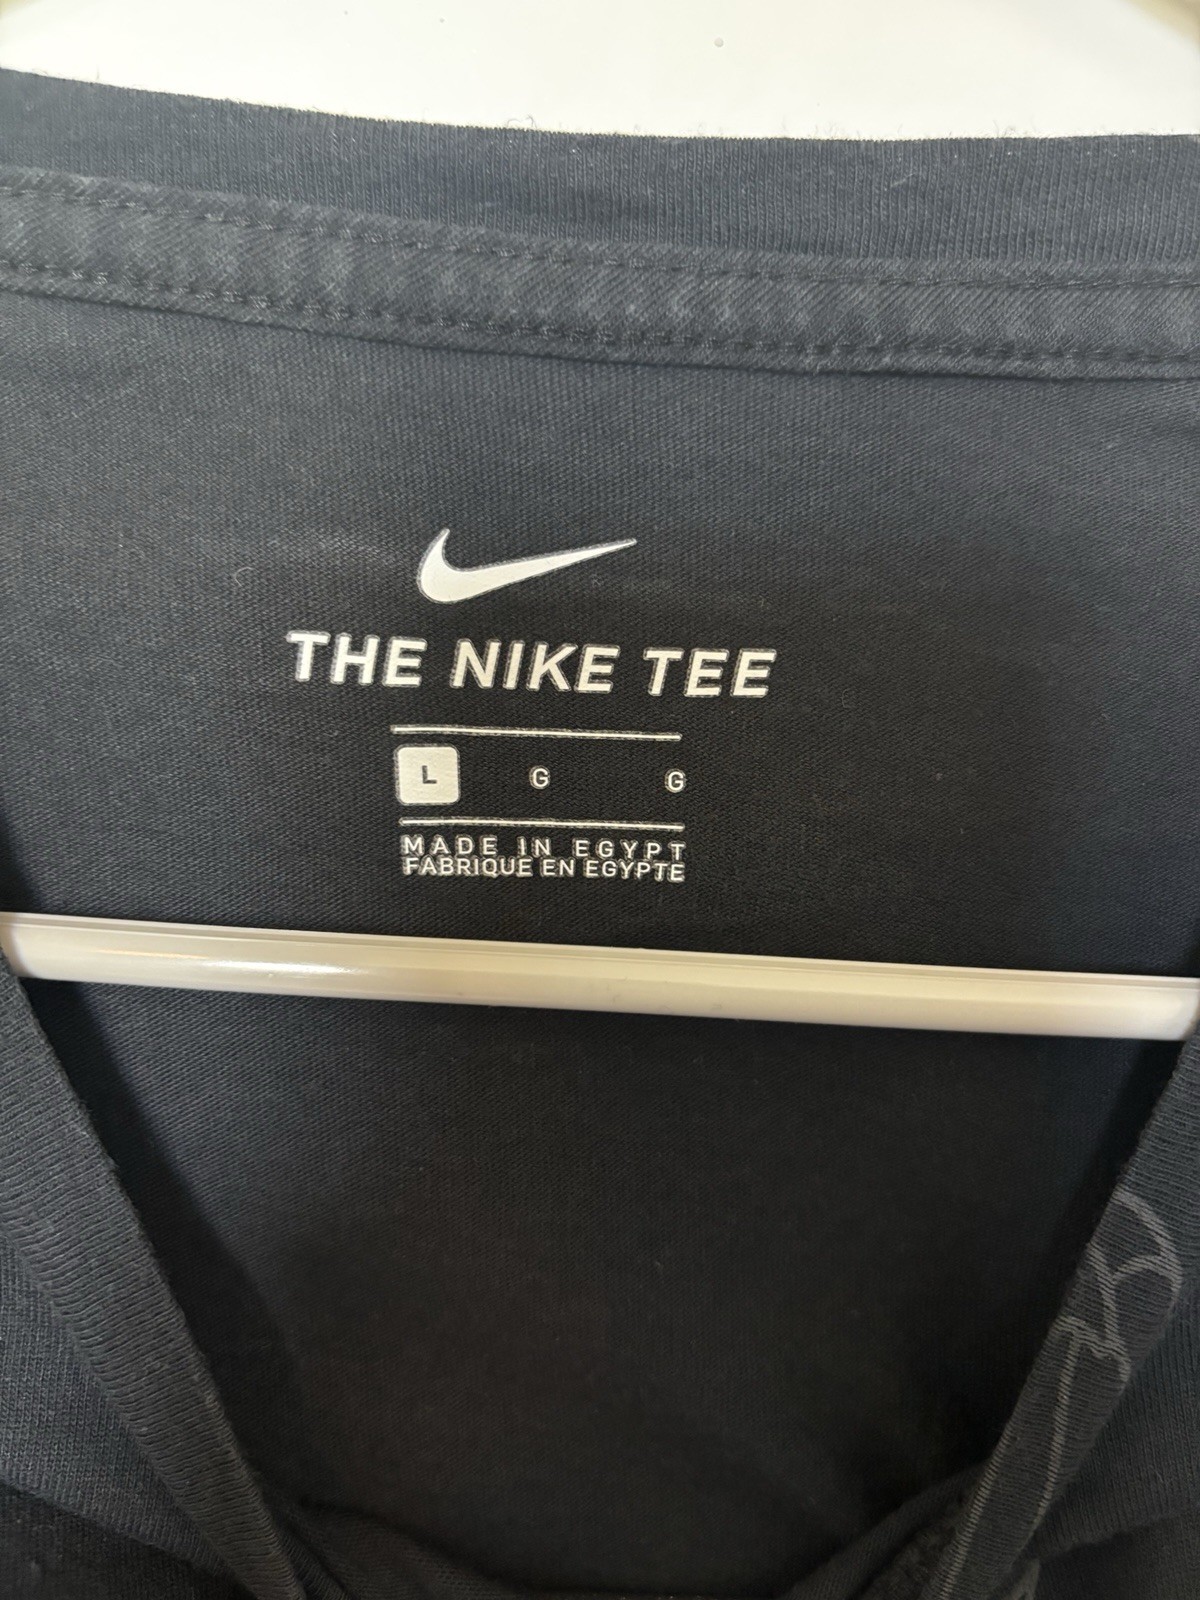 THE NIKE TEE
L G G
MADE IN EGYPT
FABRIQUE EN EGYPTE